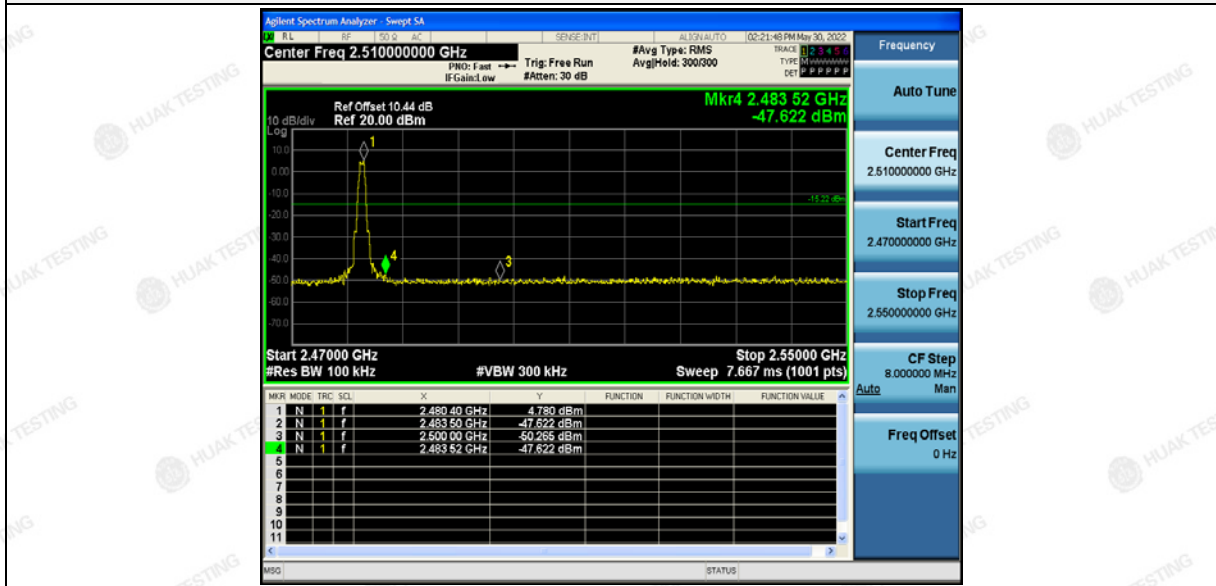 Agilent Spectrum Analyzer - Swept SA
RL RF 50 Ω AC SENSE:INT ALIGN AUTO 02:21:48 PM May 30, 2022
Center Freq 2.510000000 GHz
PNO: Fast
IFGain:Low
Trig: Free Run
#Atten: 30 dB
#Avg Type: RMS
Avg|Hold: 300/300
TRACE 1 2 3 4 5 6
TYPE M
DET P P P P P P
Mkr4 2.483 52 GHz
-47.622 dBm
Ref Offset 10.44 dB
10 dB/div Ref 20.00 dBm
Log
10.0
0.00
-10.0
-20.0
-30.0
-40.0
-50.0
-60.0
-70.0
1
4
3
-15.22 dBm
Start 2.47000 GHz Stop 2.55000 GHz
#Res BW 100 kHz #VBW 300 kHz Sweep 7.667 ms (1001 pts)
MKR MODE TRC SCL X Y FUNCTION FUNCTION WIDTH FUNCTION VALUE
1 N 1 f 2.480 40 GHz 4.780 dBm
2 N 1 f 2.483 50 GHz -47.622 dBm
3 N 1 f 2.500 00 GHz -50.265 dBm
4 N 1 f 2.483 52 GHz -47.622 dBm
5
6
7
8
9
10
11
MSG STATUS
Frequency
Auto Tune
Center Freq
2.510000000 GHz
Start Freq
2.470000000 GHz
Stop Freq
2.550000000 GHz
CF Step
8.000000 MHz
Auto Man
Freq Offset
0 Hz
HUAK TESTING
HUAK TESTING
HUAK TESTING
HUAK TESTING